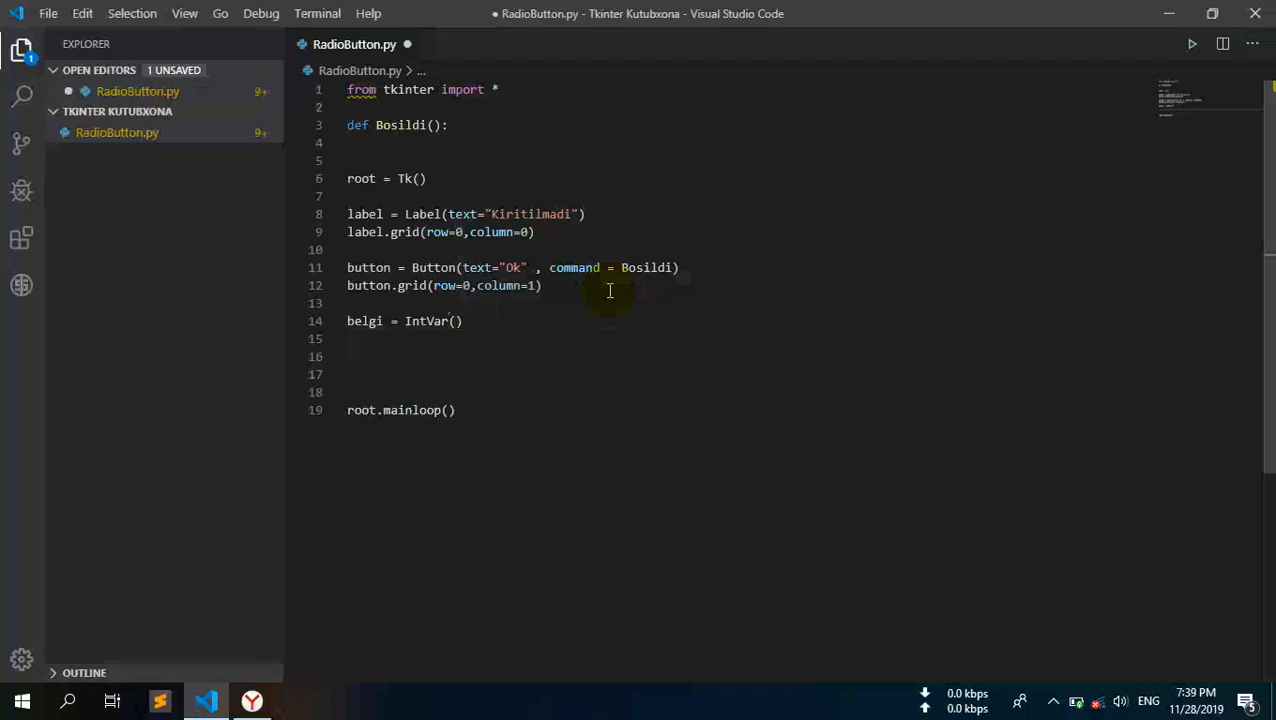 File Edit Selection View Go Debug Terminal Help
● RadioButton.py - Tkinter Kutubxona - Visual Studio Code
EXPLORER
RadioButton.py
OPEN EDITORS 1 UNSAVED
RadioButton.py > ...
RadioButton.py 9+
TKINTER KUTUBXONA
RadioButton.py 9+
1 from tkinter import *
2
3 def Bosildi():
4
5
6 root = Tk()
7
8 label = Label(text="Kiritilmadi")
9 label.grid(row=0,column=0)
10
11 button = Button(text="Ok" , command = Bosildi)
12 button.grid(row=0,column=1)
13
14 belgi = IntVar()
15
16
17
18
19 root.mainloop()
1
OUTLINE
0.0 kbps
0.0 kbps
ENG
7:39 PM
11/28/2019
5